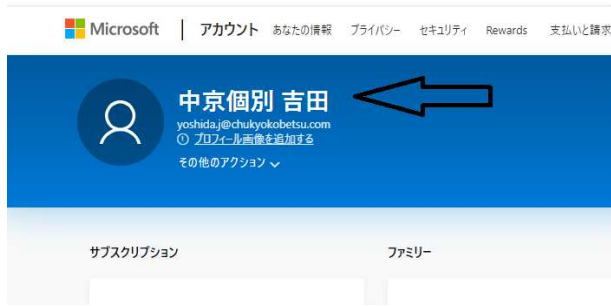 Microsoft アカウント あなたの情報 プライバシー セキュリティ Rewards 支払いと請求
中京個別 吉田
yoshida.j@chukyokobetsu.com
プロフィール画像を追加する
その他のアクション
サブスクリプション ファミリー